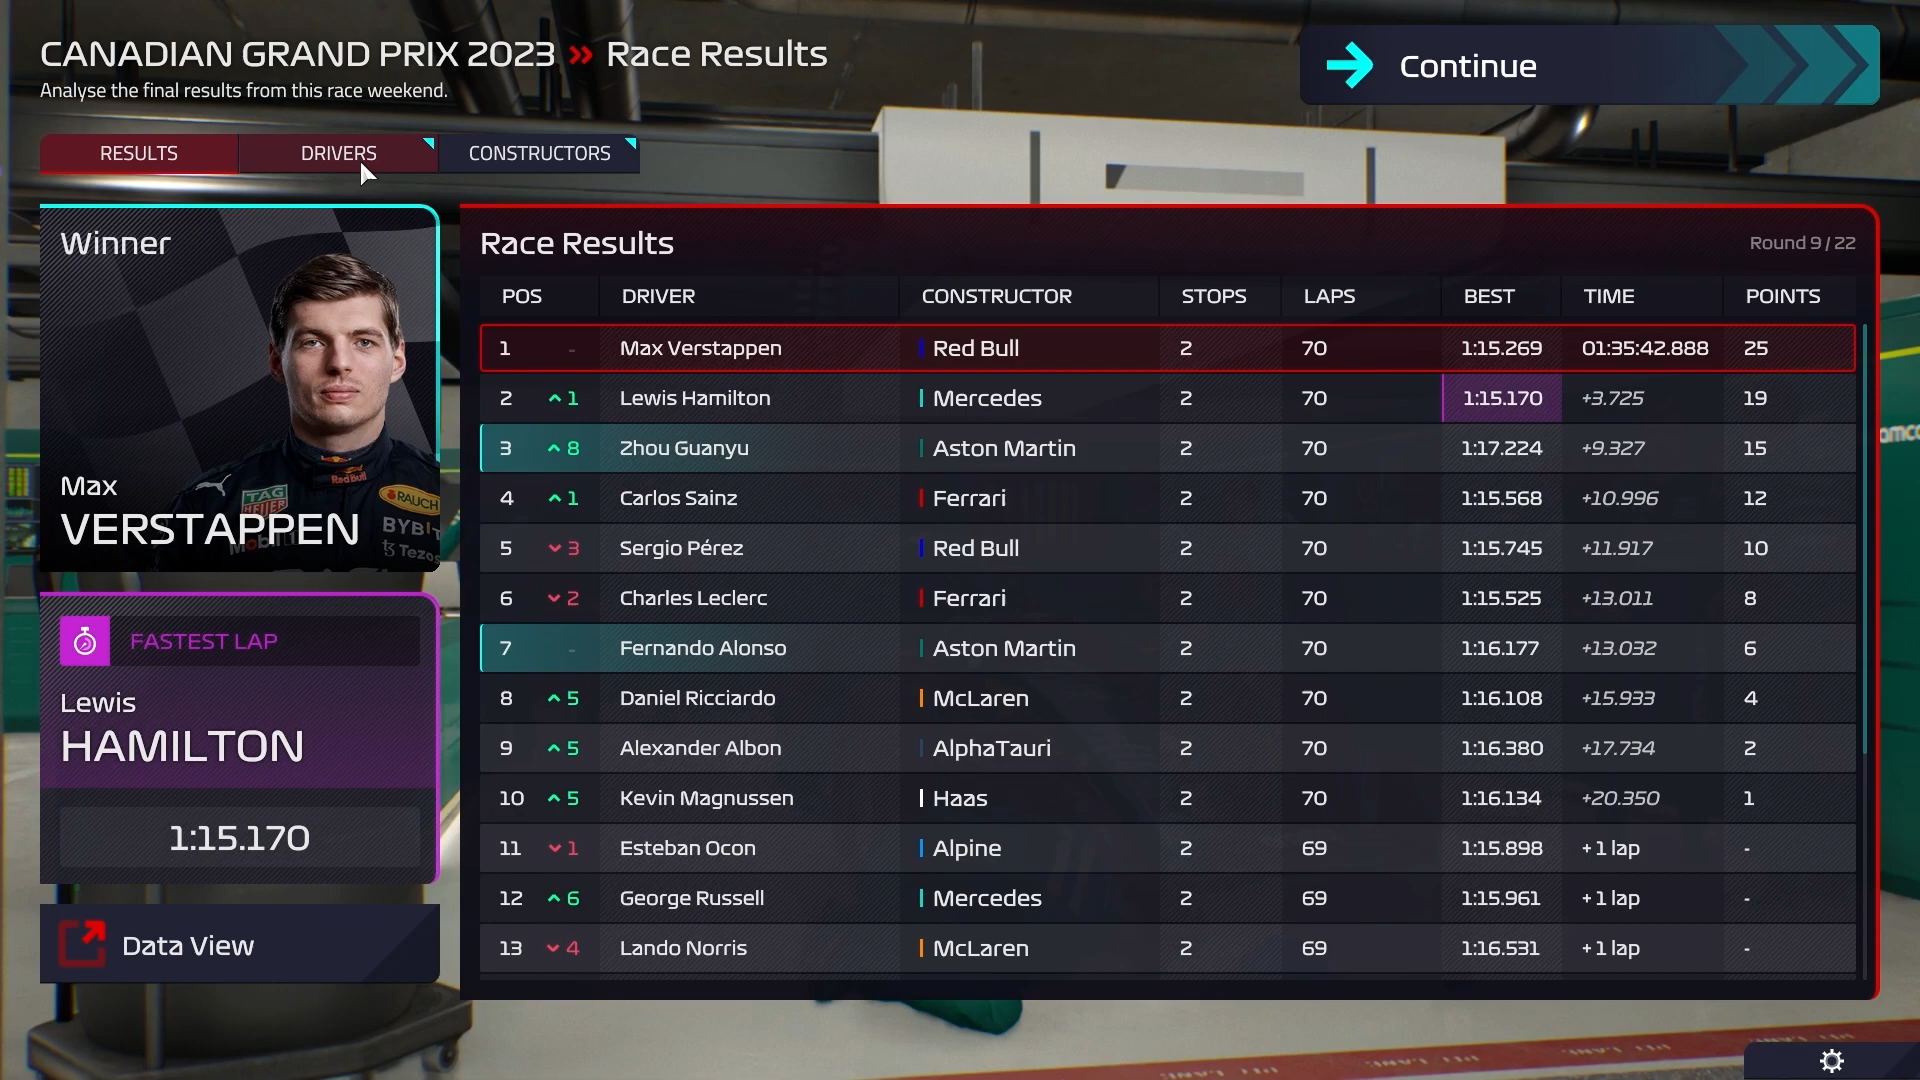 CANADIAN GRAND PRIX 2023 » Race Results
Analyse the final results from this race weekend.
Continue
RESULTS DRIVERS CONSTRUCTORS
Winner
Max
VERSTAPPEN
TAG
HEUER
Red Bull
RAUCH
BYBIT
Mobil
Tezos
FASTEST LAP
Lewis
HAMILTON
1:15.170
Data View
Race Results Round 9 / 22
POS DRIVER CONSTRUCTOR STOPS LAPS BEST TIME POINTS
1 - Max Verstappen Red Bull 2 70 1:15.269 01:35:42.888 25
2 1 Lewis Hamilton Mercedes 2 70 1:15.170 +3.725 19
3 8 Zhou Guanyu Aston Martin 2 70 1:17.224 +9.327 15
4 1 Carlos Sainz Ferrari 2 70 1:15.568 +10.996 12
5 3 Sergio Pérez Red Bull 2 70 1:15.745 +11.917 10
6 2 Charles Leclerc Ferrari 2 70 1:15.525 +13.011 8
7 - Fernando Alonso Aston Martin 2 70 1:16.177 +13.032 6
8 5 Daniel Ricciardo McLaren 2 70 1:16.108 +15.933 4
9 5 Alexander Albon AlphaTauri 2 70 1:16.380 +17.734 2
10 5 Kevin Magnussen Haas 2 70 1:16.134 +20.350 1
11 1 Esteban Ocon Alpine 2 69 1:15.898 + 1 lap -
12 6 George Russell Mercedes 2 69 1:15.961 + 1 lap -
13 4 Lando Norris McLaren 2 69 1:16.531 + 1 lap -